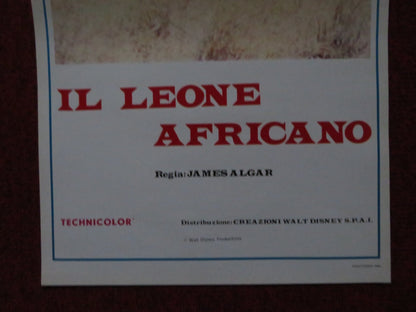 IL LEONE
AFRICANO
Regia: JAMES ALGAR
TECHNICOLOR
Distribuzione: CREAZIONI WALT DISNEY S.P.A.I.
© Walt Disney Productions